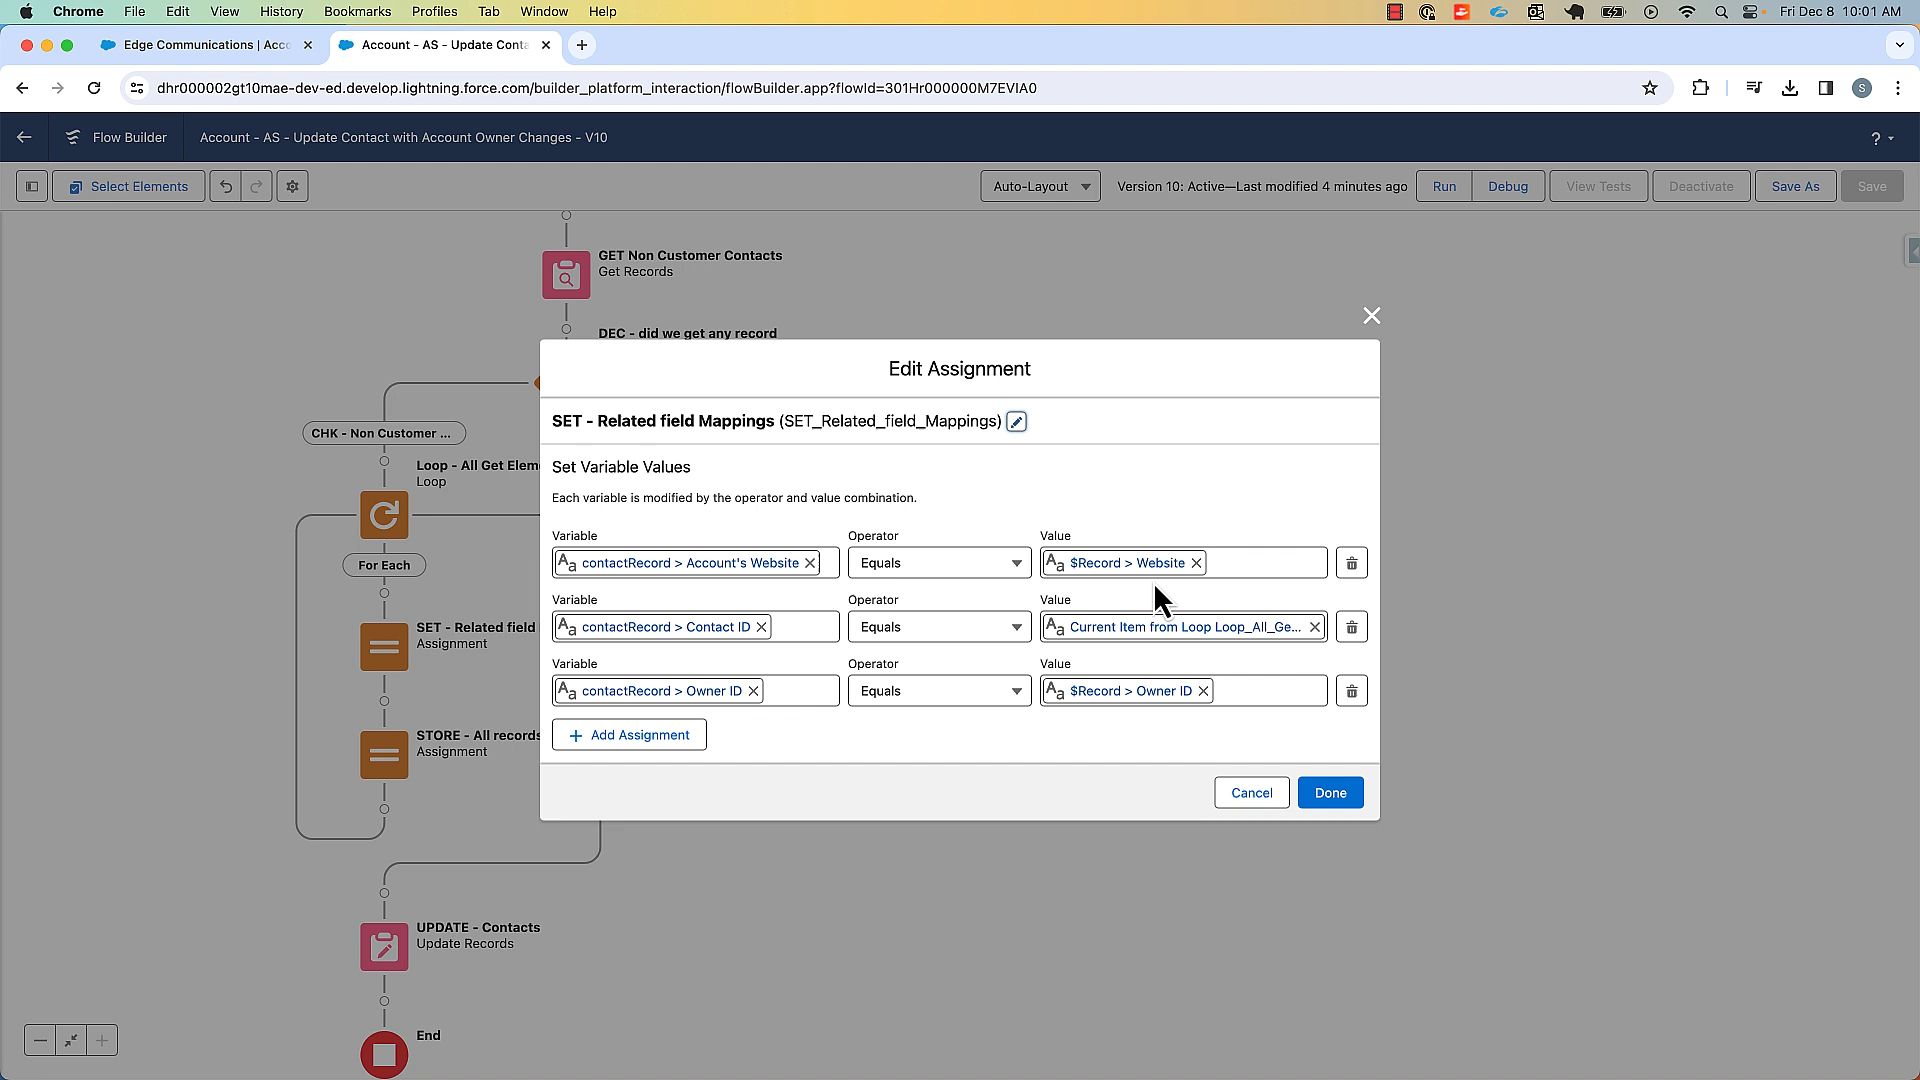 Chrome File Edit View History Bookmarks Profiles Tab Window Help Fri Dec 8 10:01 AM
Edge Communications | Acco
Account - AS - Update Conta
dhr000002gt10mae-dev-ed.develop.lightning.force.com/builder_platform_interaction/flowBuilder.app?flowId=301Hr000000M7EVIA0
S
Flow Builder Account - AS - Update Contact with Account Owner Changes - V10 ?
Select Elements Auto-Layout Version 10: Active—Last modified 4 minutes ago Run Debug View Tests Deactivate Save As Save
GET Non Customer Contacts
Get Records
DEC - did we get any record
CHK - Non Customer ...
Loop - All Get Elem
Loop
For Each
SET - Related field
Assignment
STORE - All records
Assignment
UPDATE - Contacts
Update Records
End
Edit Assignment
SET - Related field Mappings (SET_Related_field_Mappings)
Set Variable Values
Each variable is modified by the operator and value combination.
Variable Operator Value
Aa contactRecord > Account's Website Equals Aa $Record > Website
Variable Operator Value
Aa contactRecord > Contact ID Equals Aa Current Item from Loop Loop_All_Ge...
Variable Operator Value
Aa contactRecord > Owner ID Equals Aa $Record > Owner ID
+ Add Assignment
Cancel Done